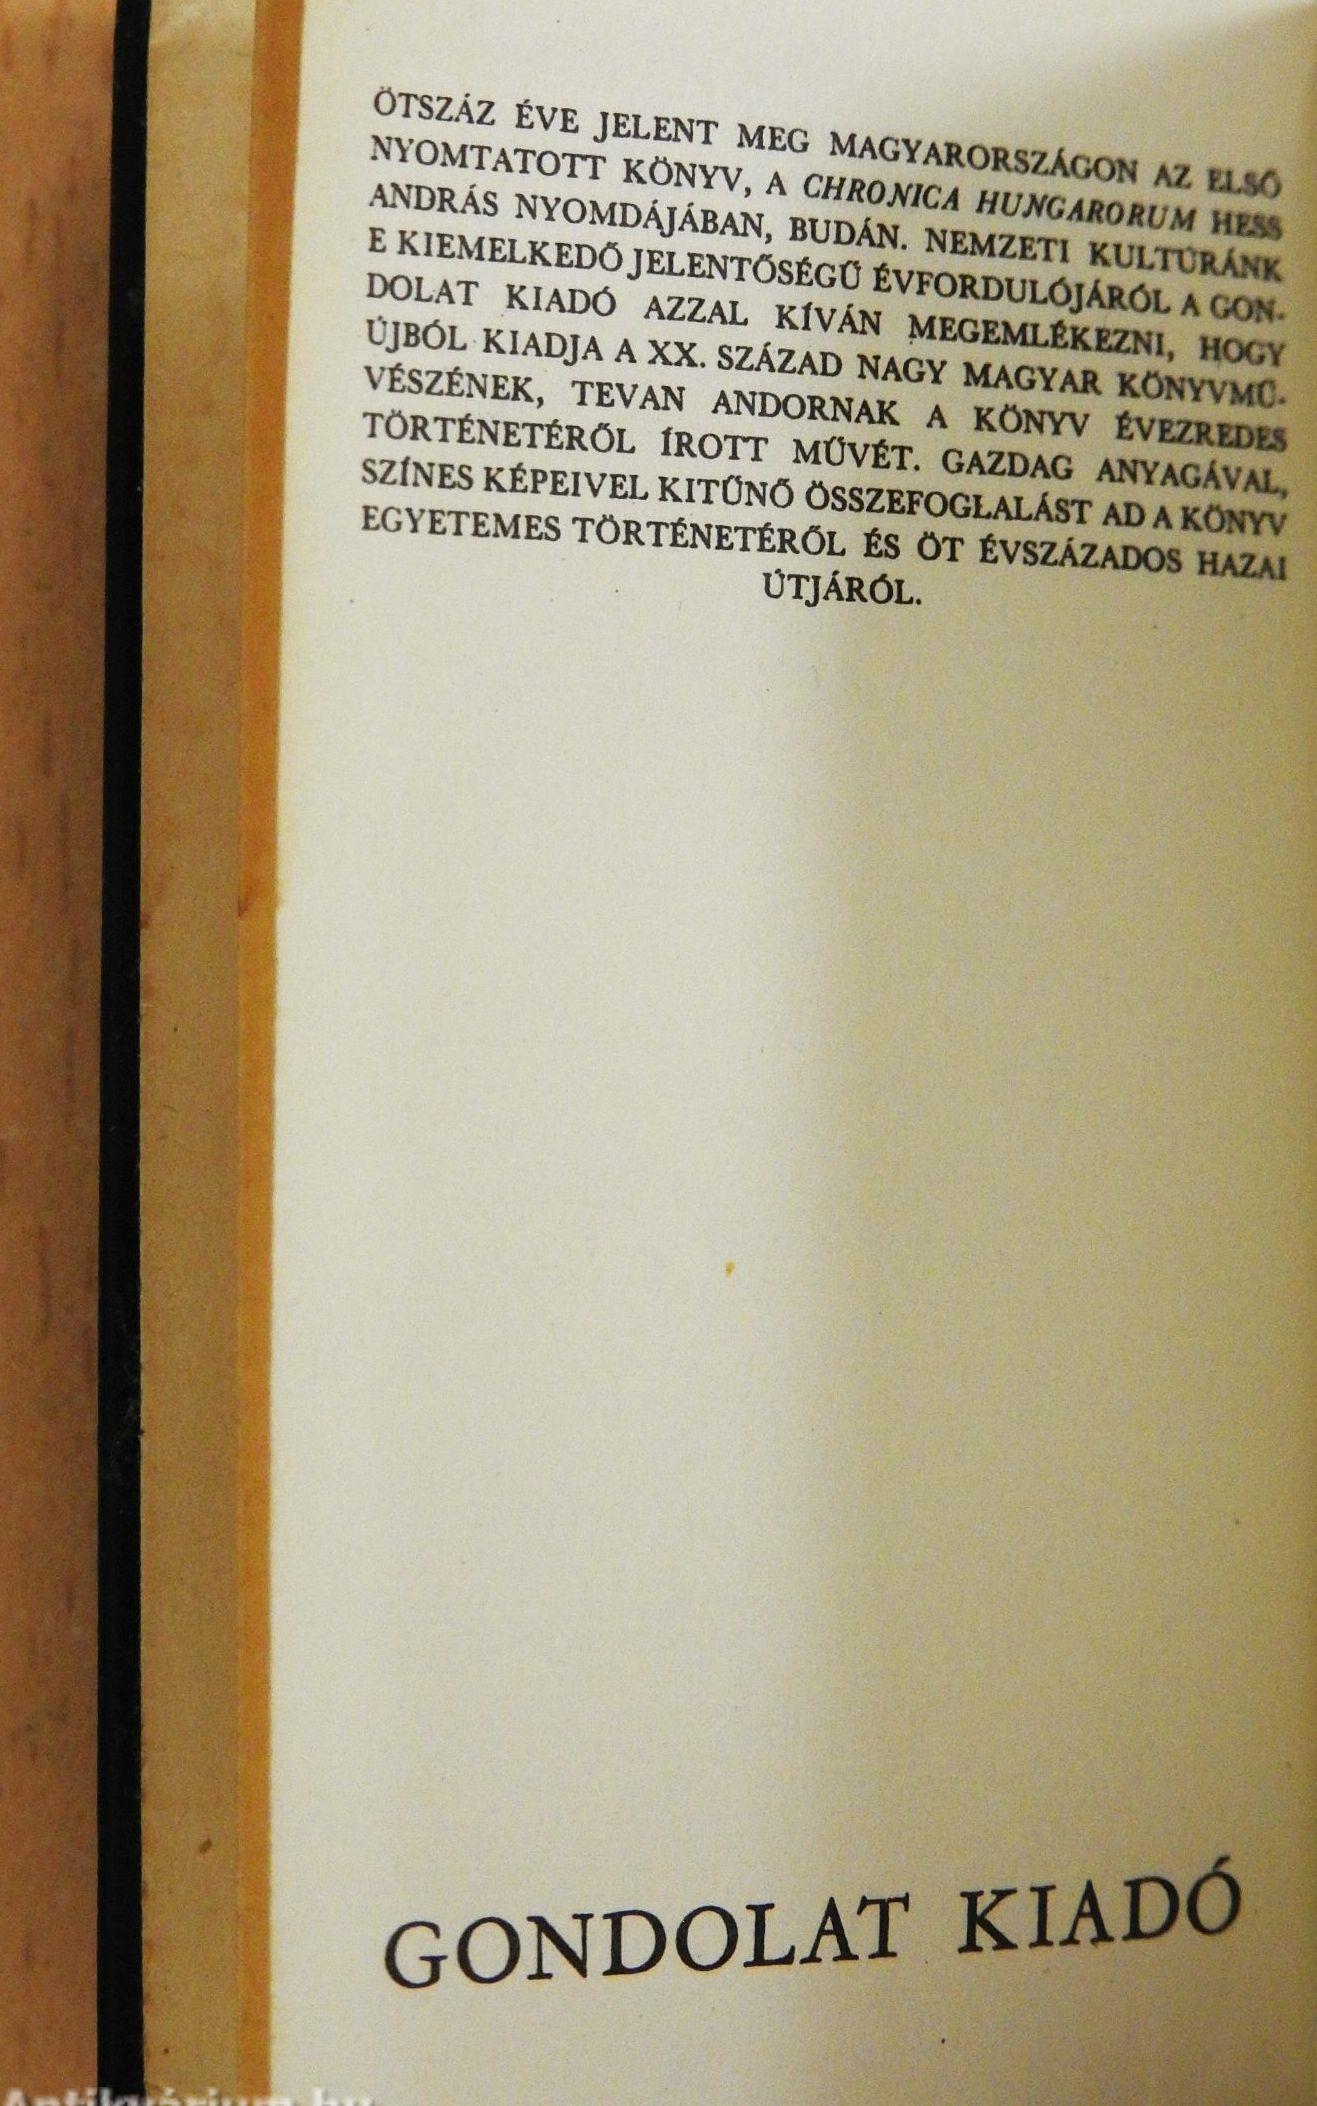 ÖTSZÁZ ÉVE JELENT MEG MAGYARORSZÁGON AZ ELSŐ
NYOMTATOTT KÖNYV, A CHRONICA HUNGARORUM HESS
ANDRÁS NYOMDÁJÁBAN, BUDÁN. NEMZETI KULTÚRÁNK
E KIEMELKEDŐ JELENTŐSÉGŰ ÉVFORDULÓJÁRÓL A GON-
DOLAT KIADÓ AZZAL KÍVÁN MEGEMLÉKEZNI, HOGY
ÚJBÓL KIADJA A XX. SZÁZAD NAGY MAGYAR KÖNYVMŰ-
VÉSZÉNEK, TEVAN ANDORNAK A KÖNYV ÉVEZREDES
TÖRTÉNETÉRŐL ÍROTT MŰVÉT. GAZDAG ANYAGÁVAL,
SZÍNES KÉPEIVEL KITŰNŐ ÖSSZEFOGLALÁST AD A KÖNYV
EGYETEMES TÖRTÉNETÉRŐL ÉS ÖT ÉVSZÁZADOS HAZAI
ÚTJÁRÓL.
GONDOLAT KIADÓ
Antikvárium.hu